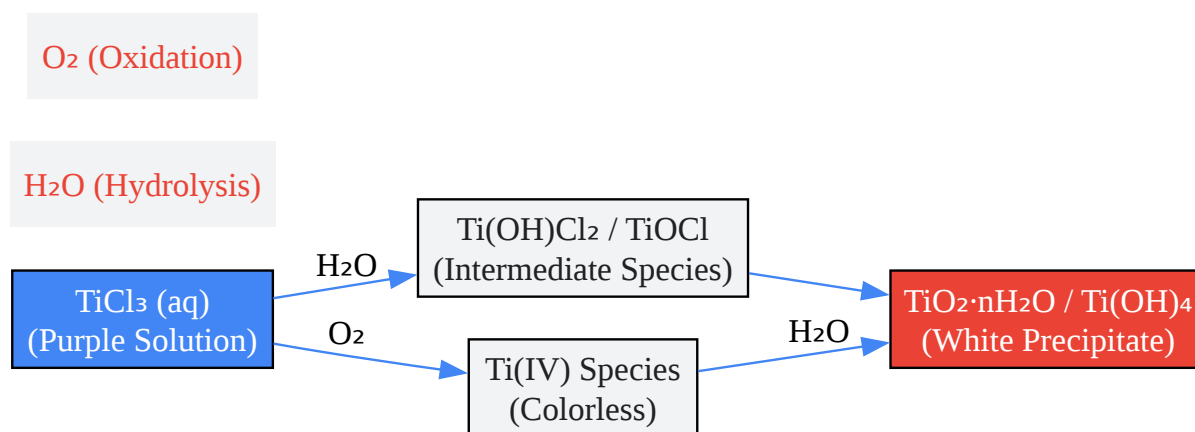 O₂ (Oxidation)
H₂O (Hydrolysis)
TiCl₃ (aq)
(Purple Solution)
H₂O
O₂
Ti(OH)Cl₂ / TiOCl
(Intermediate Species)
Ti(IV) Species
(Colorless)
H₂O
TiO₂·nH₂O / Ti(OH)₄
(White Precipitate)